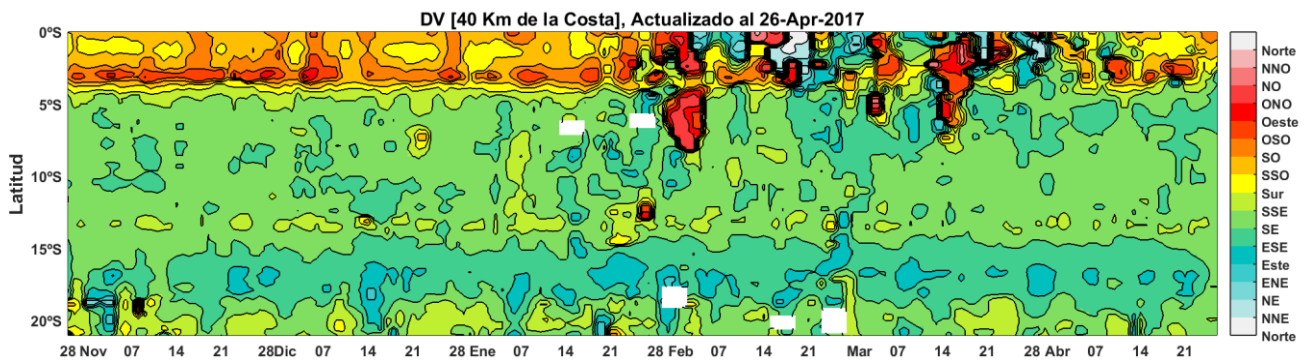 DV [40 Km de la Costa], Actualizado al 26-Apr-2017
Latitud
0ºS
5ºS
10ºS
15ºS
20ºS
28 Nov 07 14 21 28Dic 07 14 21 28 Ene 07 14 21 28 Feb 07 14 21 Mar 07 14 21 28 Abr 07 14 21
Norte
NNO
NO
ONO
Oeste
OSO
SO
SSO
Sur
SSE
SE
ESE
Este
ENE
NE
NNE
Norte